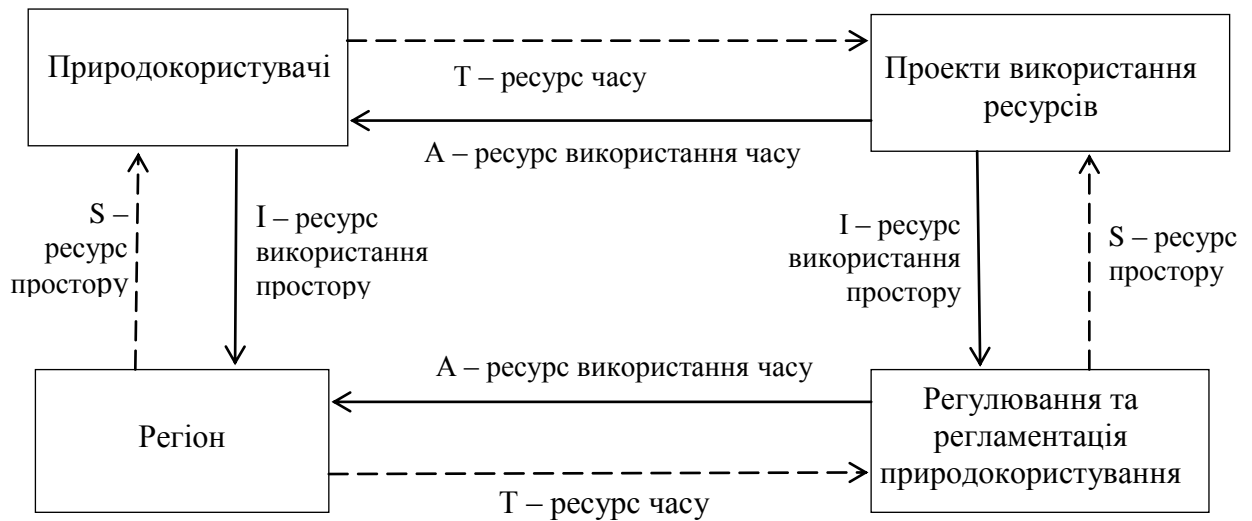 Природокористувачі
Т – ресурс часу
Проекти використання
ресурсів
А – ресурс використання часу
S –
ресурс
простору
І – ресурс
використання
простору
І – ресурс
використання
простору
S – ресурс
простору
А – ресурс використання часу
Регіон
Регулювання та
регламентація
природокористування
Т – ресурс часу